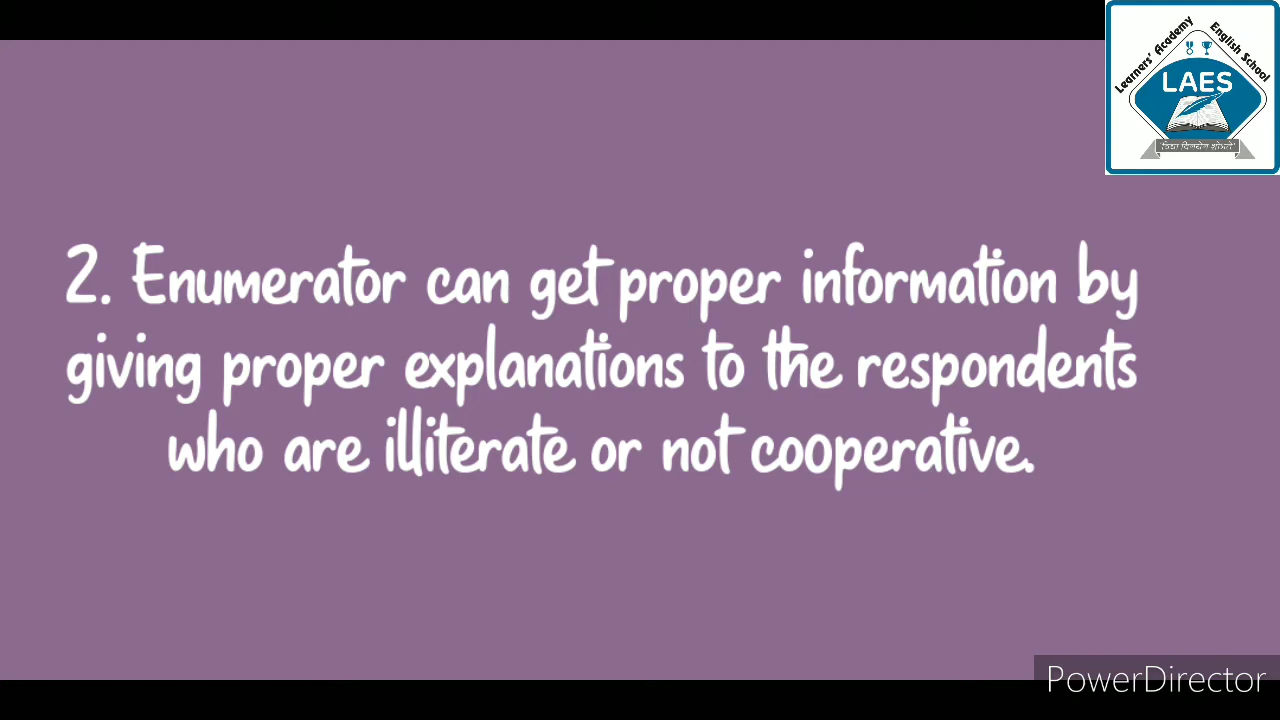 Learners' Academy English School
LAES
2. Enumerator can get proper information by
giving proper explanations to the respondents
who are illiterate or not cooperative.
PowerDirector